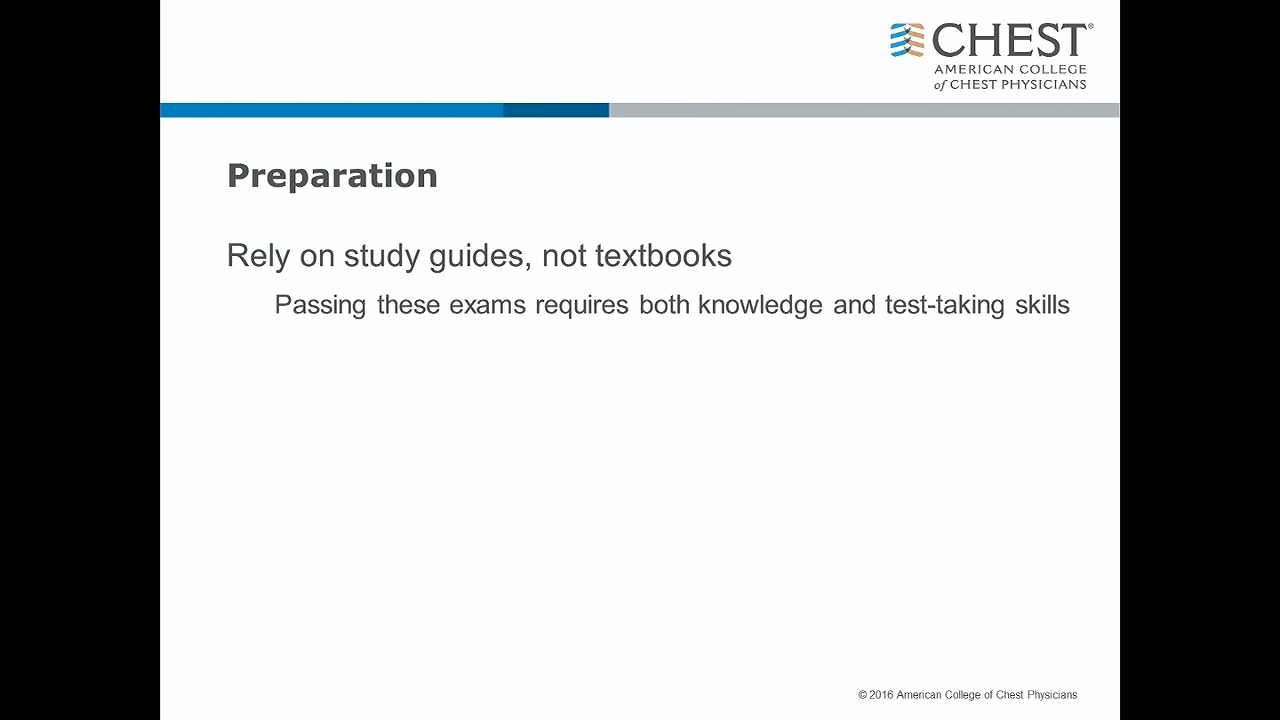 CHEST®
AMERICAN COLLEGE
of CHEST PHYSICIANS
Preparation
Rely on study guides, not textbooks
Passing these exams requires both knowledge and test-taking skills
© 2016 American College of Chest Physicians